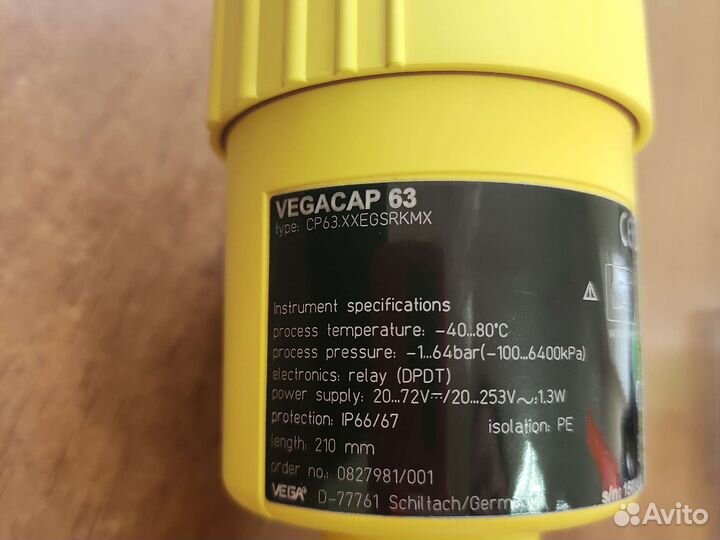 VEGACAP 63
type: CP63.XXEGSRKMX
Instrument specifications
process temperature: -40...80°C
process pressure: -1...64bar(-100...6400kPa)
electronics: relay (DPDT)
power supply: 20...72V⎓/20...253V～;1.3W
protection: IP66/67 isolation: PE
length: 210 mm
order no.: 0827981/001
VEGA® D-77761 Schiltach/Germany
s/n:
Avito